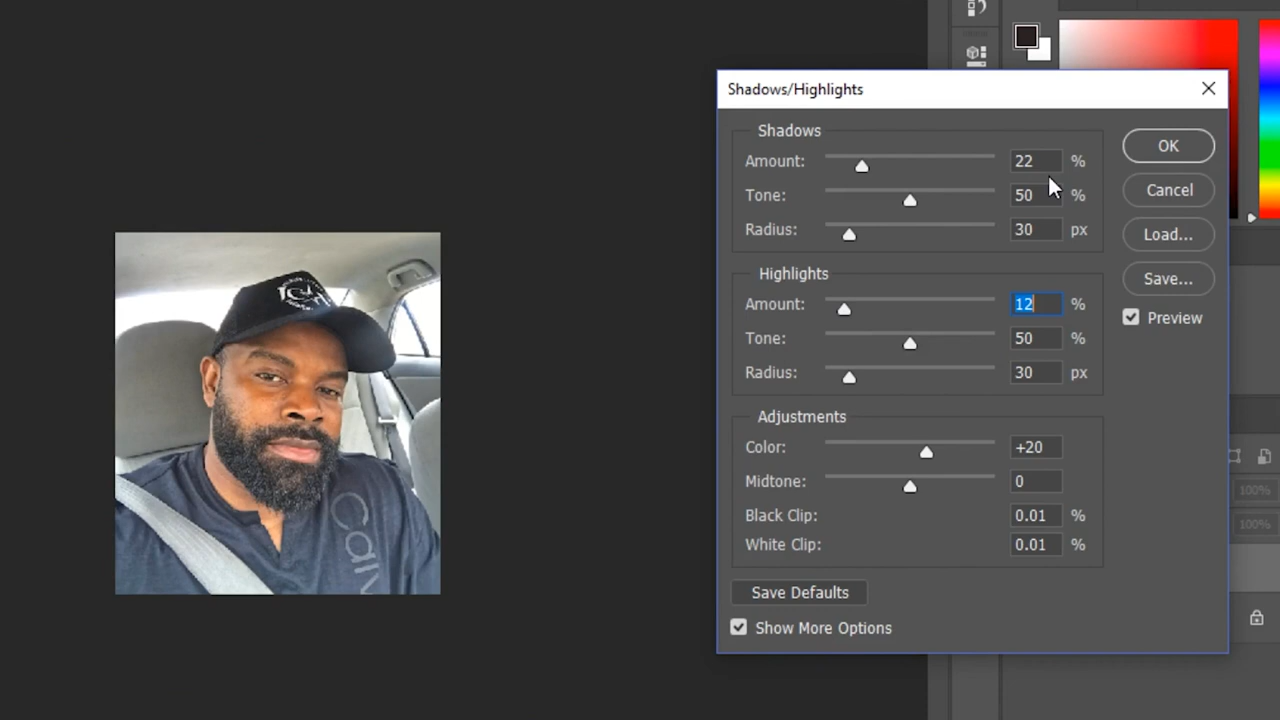 Shadows/Highlights
Shadows
Amount: 22 %
Tone: 50 %
Radius: 30 px
Highlights
Amount: 12 %
Tone: 50 %
Radius: 30 px
Adjustments
Color: +20
Midtone: 0
Black Clip: 0.01 %
White Clip: 0.01 %
Save Defaults
Show More Options
OK
Cancel
Load...
Save...
Preview
100%
100%